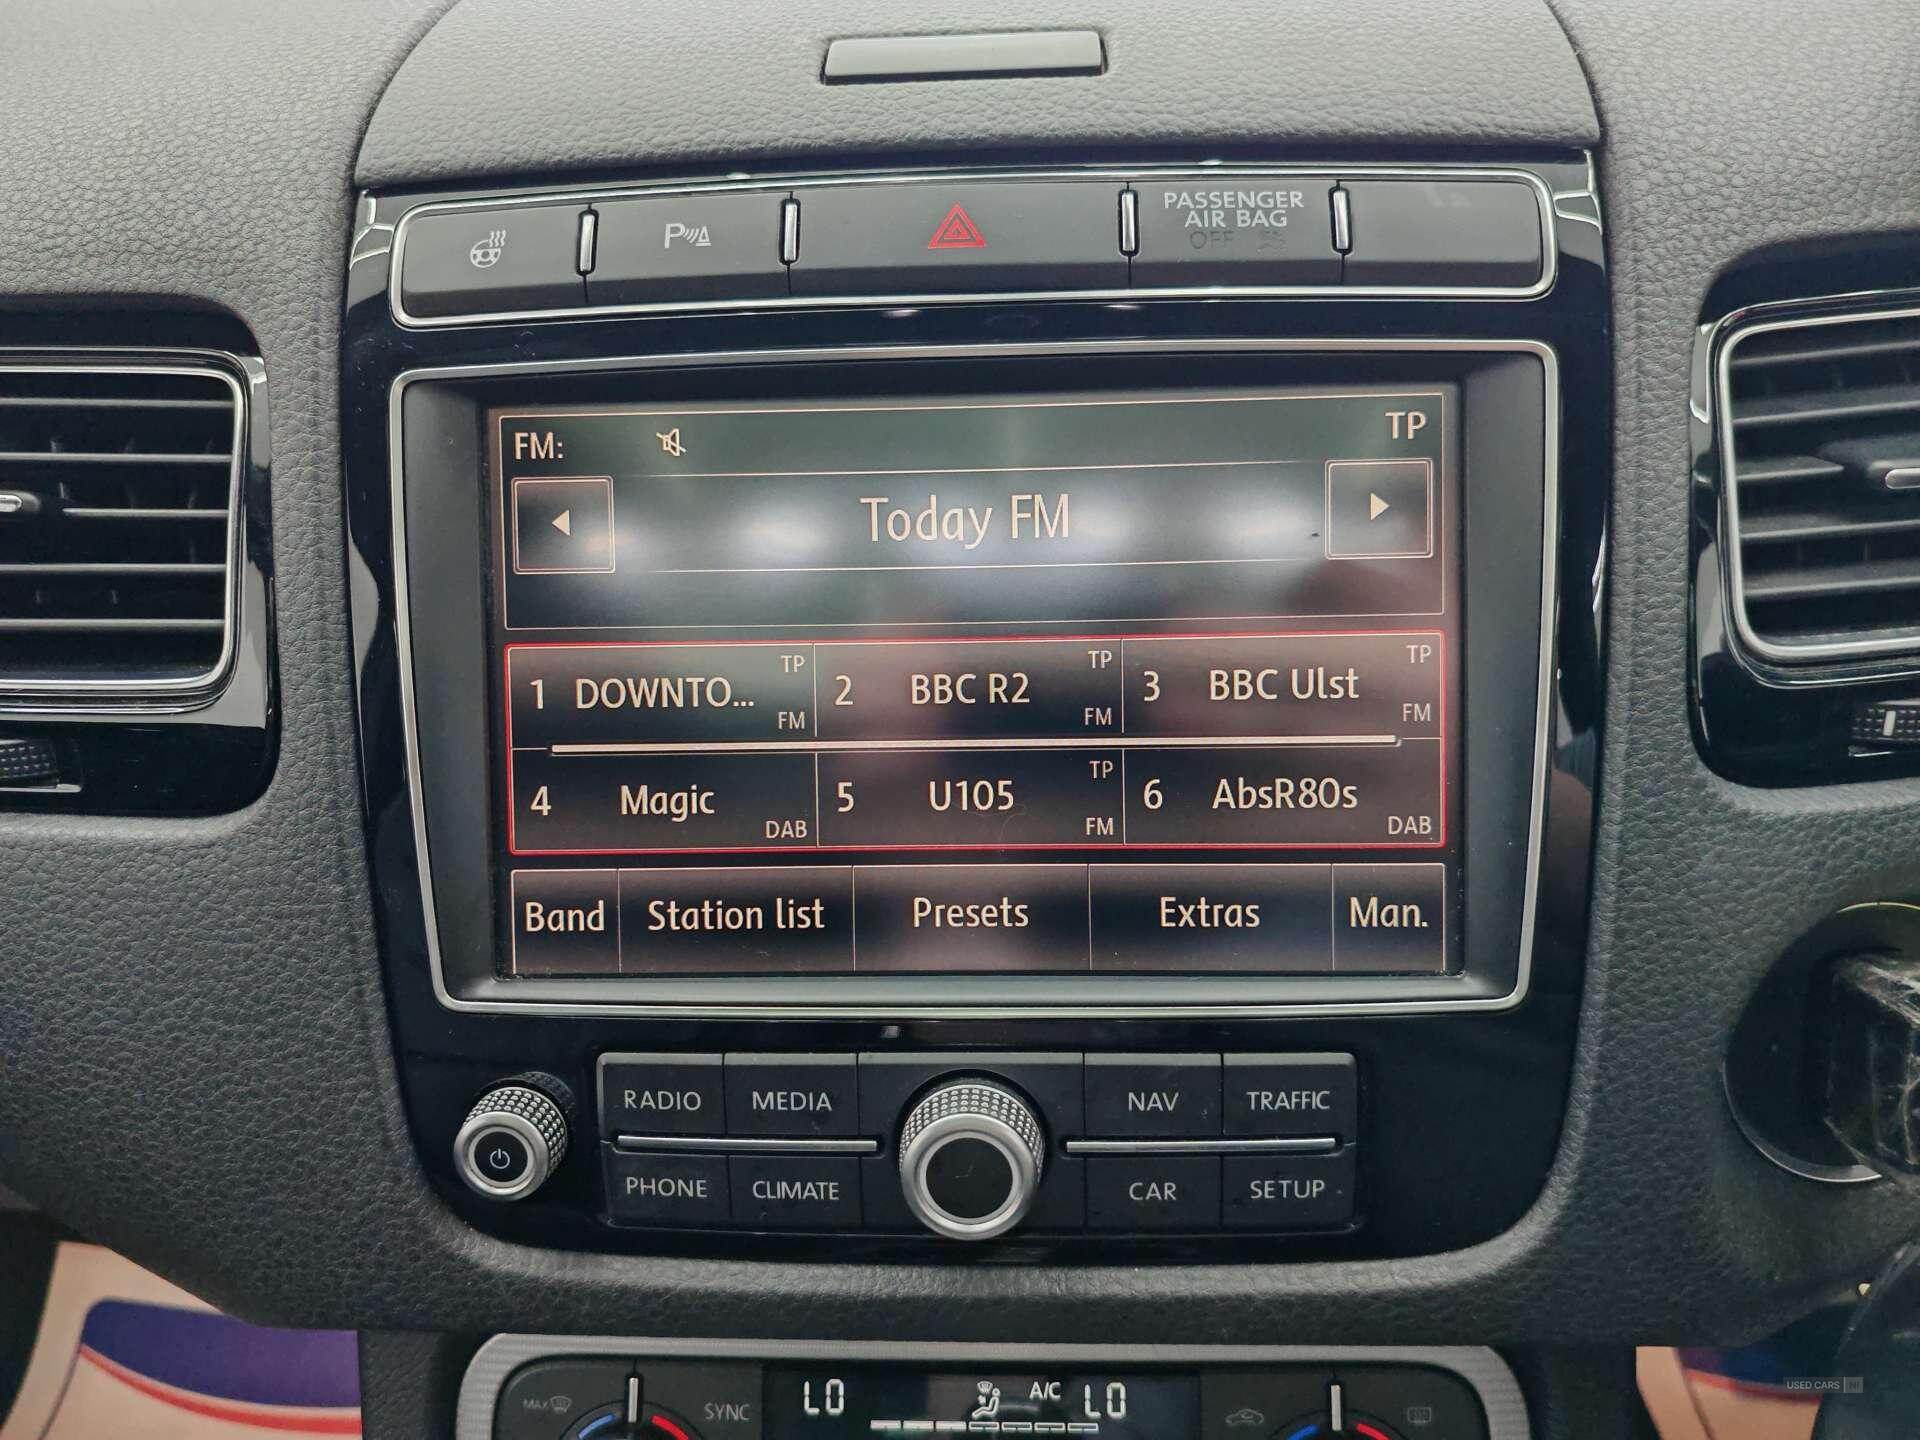 PASSENGER
AIR BAG
OFF
P
FM:
TP
Today FM
1 DOWNTO... TP FM
2 BBC R2 TP FM
3 BBC Ulst TP FM
4 Magic DAB
5 U105 TP FM
6 AbsR80s DAB
Band Station list Presets Extras Man.
RADIO MEDIA NAV TRAFFIC
PHONE CLIMATE CAR SETUP
MAX SYNC LO A/C LO
USED CARS NI